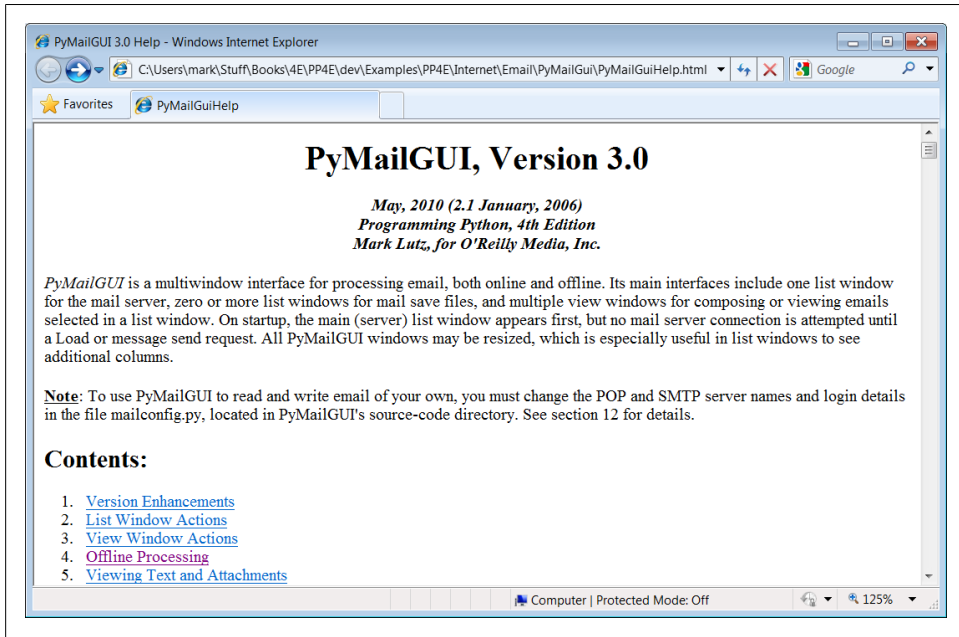 PyMailGUI 3.0 Help - Windows Internet Explorer
C:\Users\mark\Stuff\Books\4E\PP4E\dev\Examples\PP4E\Internet\Email\PyMailGui\PyMailGuiHelp.html
Google
Favorites
PyMailGuiHelp
PyMailGUI, Version 3.0
May, 2010 (2.1 January, 2006)
Programming Python, 4th Edition
Mark Lutz, for O'Reilly Media, Inc.
PyMailGUI is a multiwindow interface for processing email, both online and offline. Its main interfaces include one list window
for the mail server, zero or more list windows for mail save files, and multiple view windows for composing or viewing emails
selected in a list window. On startup, the main (server) list window appears first, but no mail server connection is attempted until
a Load or message send request. All PyMailGUI windows may be resized, which is especially useful in list windows to see
additional columns.
Note: To use PyMailGUI to read and write email of your own, you must change the POP and SMTP server names and login details
in the file mailconfig.py, located in PyMailGUI's source-code directory. See section 12 for details.
Contents:
1. Version Enhancements
2. List Window Actions
3. View Window Actions
4. Offline Processing
5. Viewing Text and Attachments
Computer | Protected Mode: Off
125%